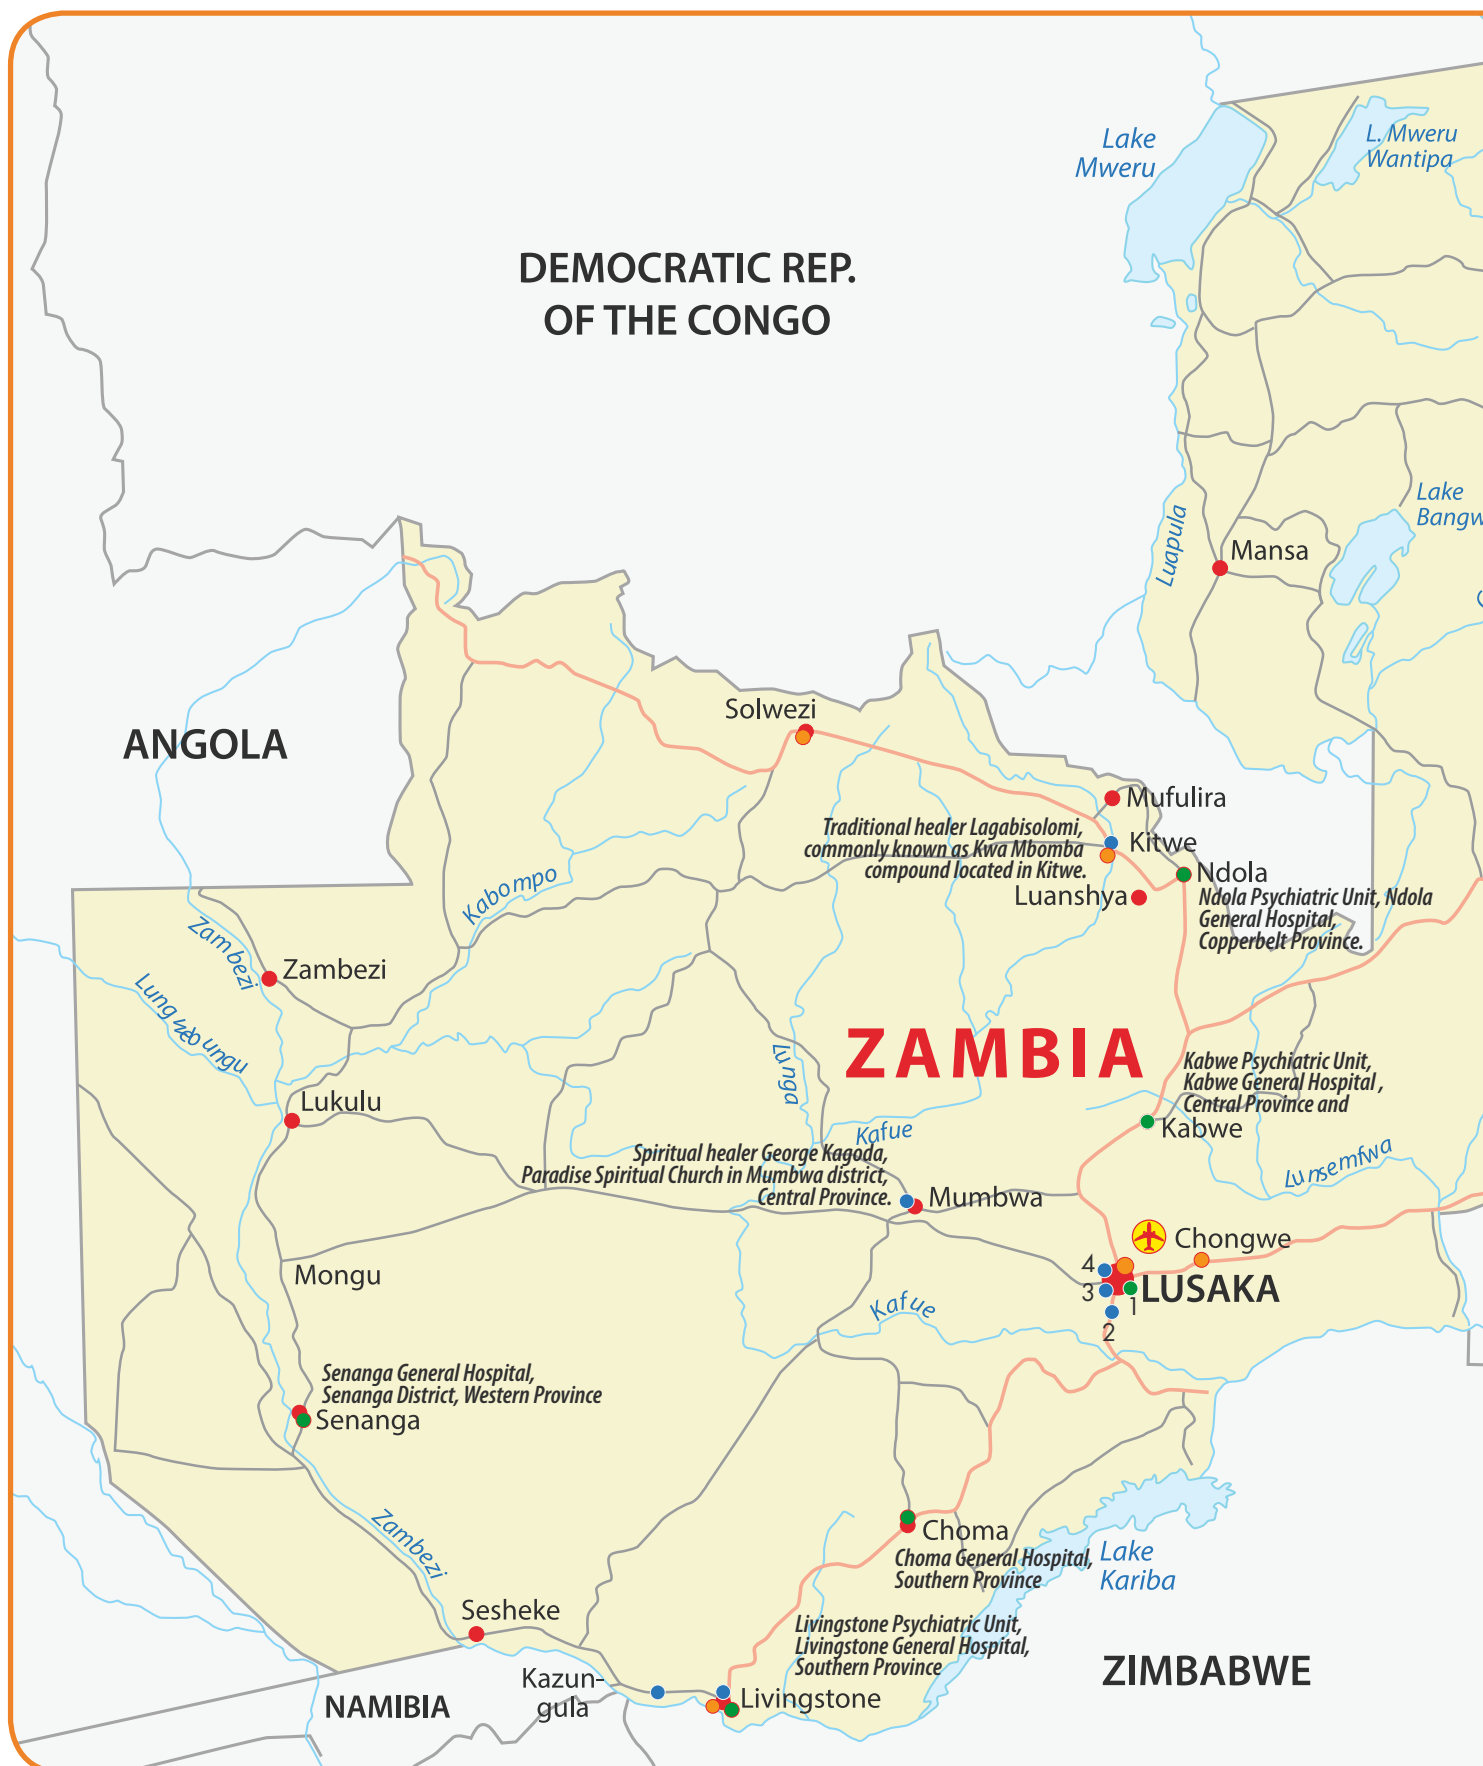 Lake
Mweru
L. Mweru
Wantipa
DEMOCRATIC REP.
OF THE CONGO
Lake
Bangw
Luapula
Mansa
Solwezi
ANGOLA
Mufulira
Traditional healer Lagabisolomi,
commonly known as Kwa Mbomba
compound located in Kitwe.
Kitwe
Ndola
Luanshya
Ndola Psychiatric Unit, Ndola
General Hospital,
Copperbelt Province.
Kabompo
Zambezi
Zambezi
Lungwebungu
ZAMBIA
Lunga
Kabwe Psychiatric Unit,
Kabwe General Hospital ,
Central Province and
Kabwe
Lukulu
Kafue
Spiritual healer George Kagoda,
Paradise Spiritual Church in Mumbwa district,
Central Province.
Mumbwa
Lunsemfwa
Chongwe
4
LUSAKA
3
1
2
Mongu
Kafue
Senanga General Hospital,
Senanga District, Western Province
Senanga
Zambezi
Choma
Choma General Hospital,
Southern Province
Lake
Kariba
Sesheke
Livingstone Psychiatric Unit,
Livingstone General Hospital,
Southern Province
Kazun-
gula
Livingstone
NAMIBIA
ZIMBABWE